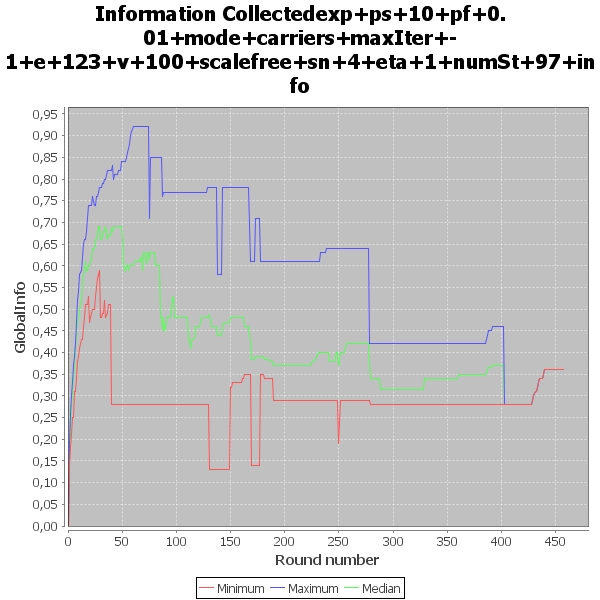 Information Collectedexp+ps+10+pf+0.
01+mode+carriers+maxIter+-
1+e+123+v+100+scalefree+sn+4+eta+1+numSt+97+in
fo
GlobalInfo
0,95
0,90
0,85
0,80
0,75
0,70
0,65
0,60
0,55
0,50
0,45
0,40
0,35
0,30
0,25
0,20
0,15
0,10
0,05
0,00
0 50 100 150 200 250 300 350 400 450
Round number
Minimum Maximum Median